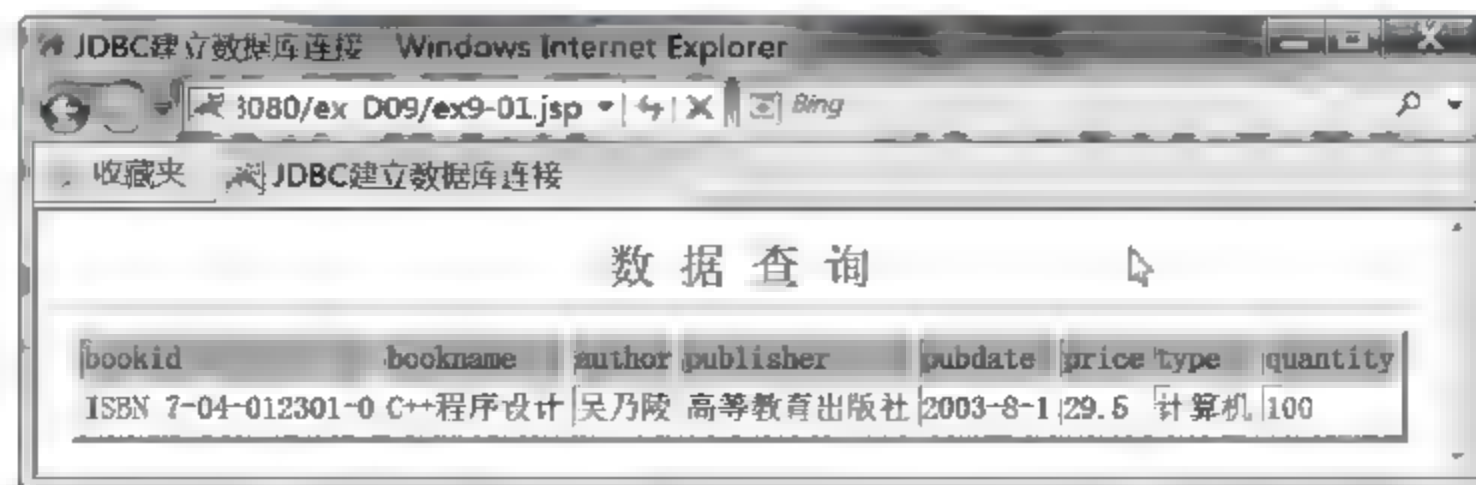 JDBC建立数据库连接 Windows Internet Explorer
3080/ex D09/ex9-01.jsp Bing
收藏夹 JDBC建立数据库连接
数据查询
bookid bookname author publisher pubdate price type quantity
ISBN 7-04-012301-0 C++程序设计 吴乃陵 高等教育出版社 2003-8-1 29.5 计算机 100